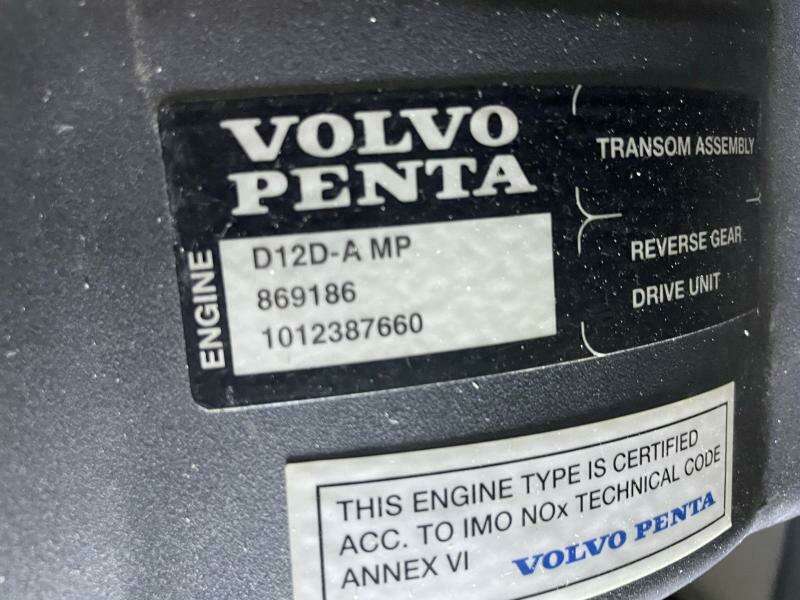 VOLVO
PENTA
ENGINE
D12D-A MP
869186
1012387660
TRANSOM ASSEMBLY
REVERSE GEAR
DRIVE UNIT
THIS ENGINE TYPE IS CERTIFIED
ACC. TO IMO NOx TECHNICAL CODE
ANNEX VI VOLVO PENTA